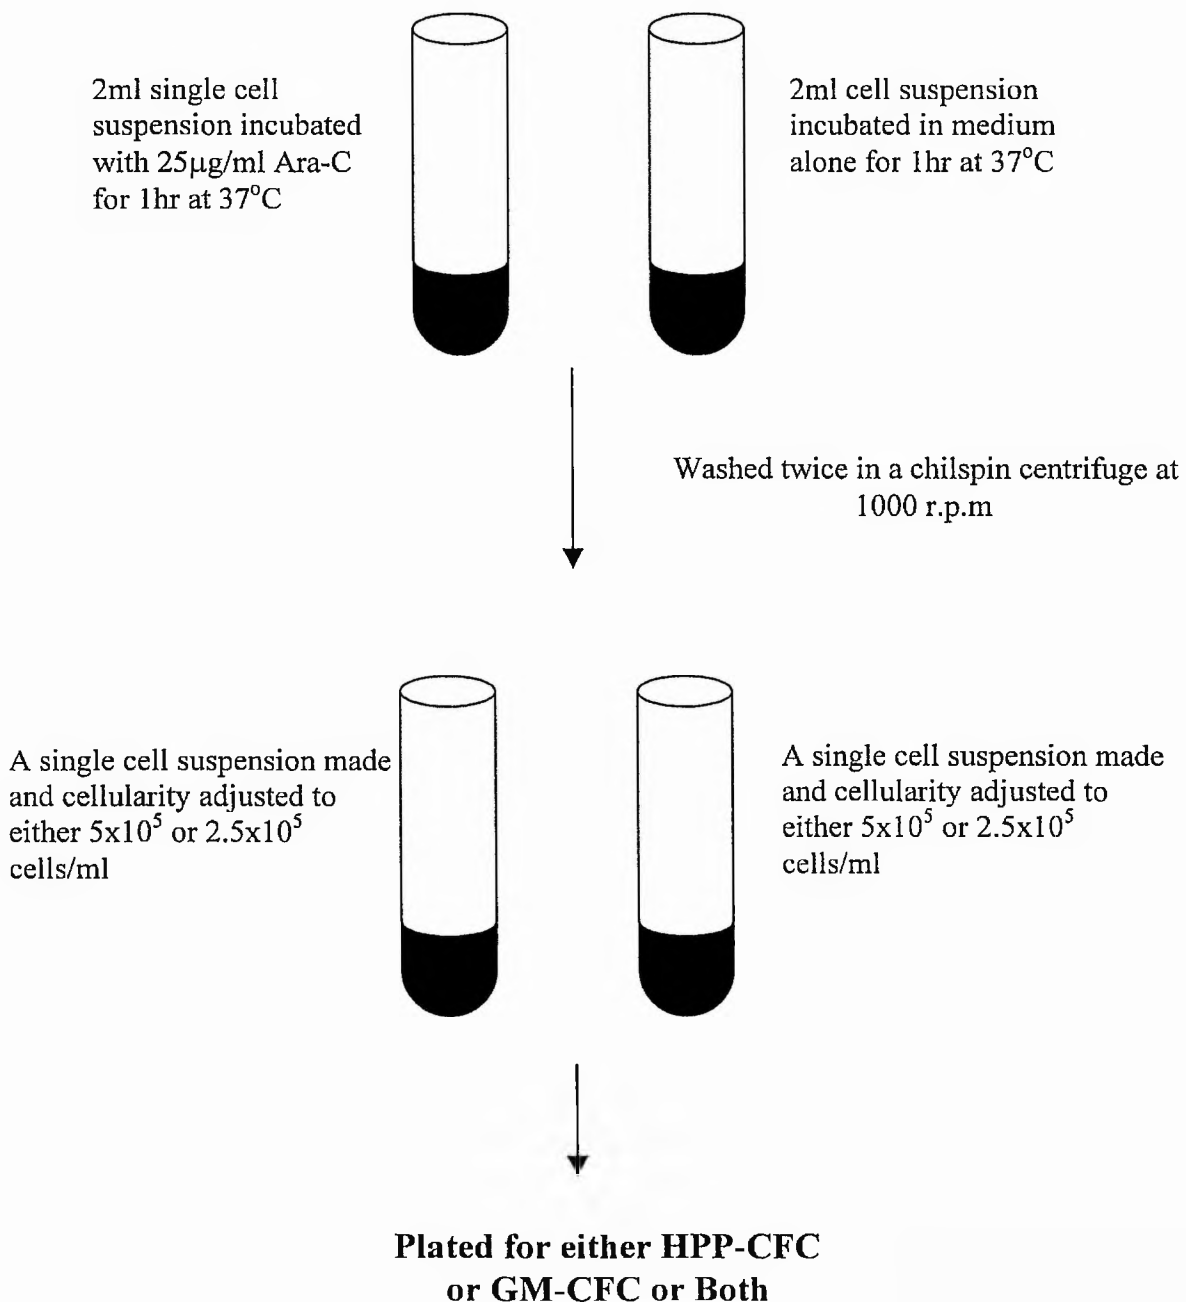 2ml single cell
suspension incubated
with 25µg/ml Ara-C
for 1hr at 37°C
2ml cell suspension
incubated in medium
alone for 1hr at 37°C
Washed twice in a chilspin centrifuge at
1000 r.p.m
A single cell suspension made
and cellularity adjusted to
either 5x10⁵ or 2.5x10⁵
cells/ml
A single cell suspension made
and cellularity adjusted to
either 5x10⁵ or 2.5x10⁵
cells/ml
Plated for either HPP-CFC
or GM-CFC or Both